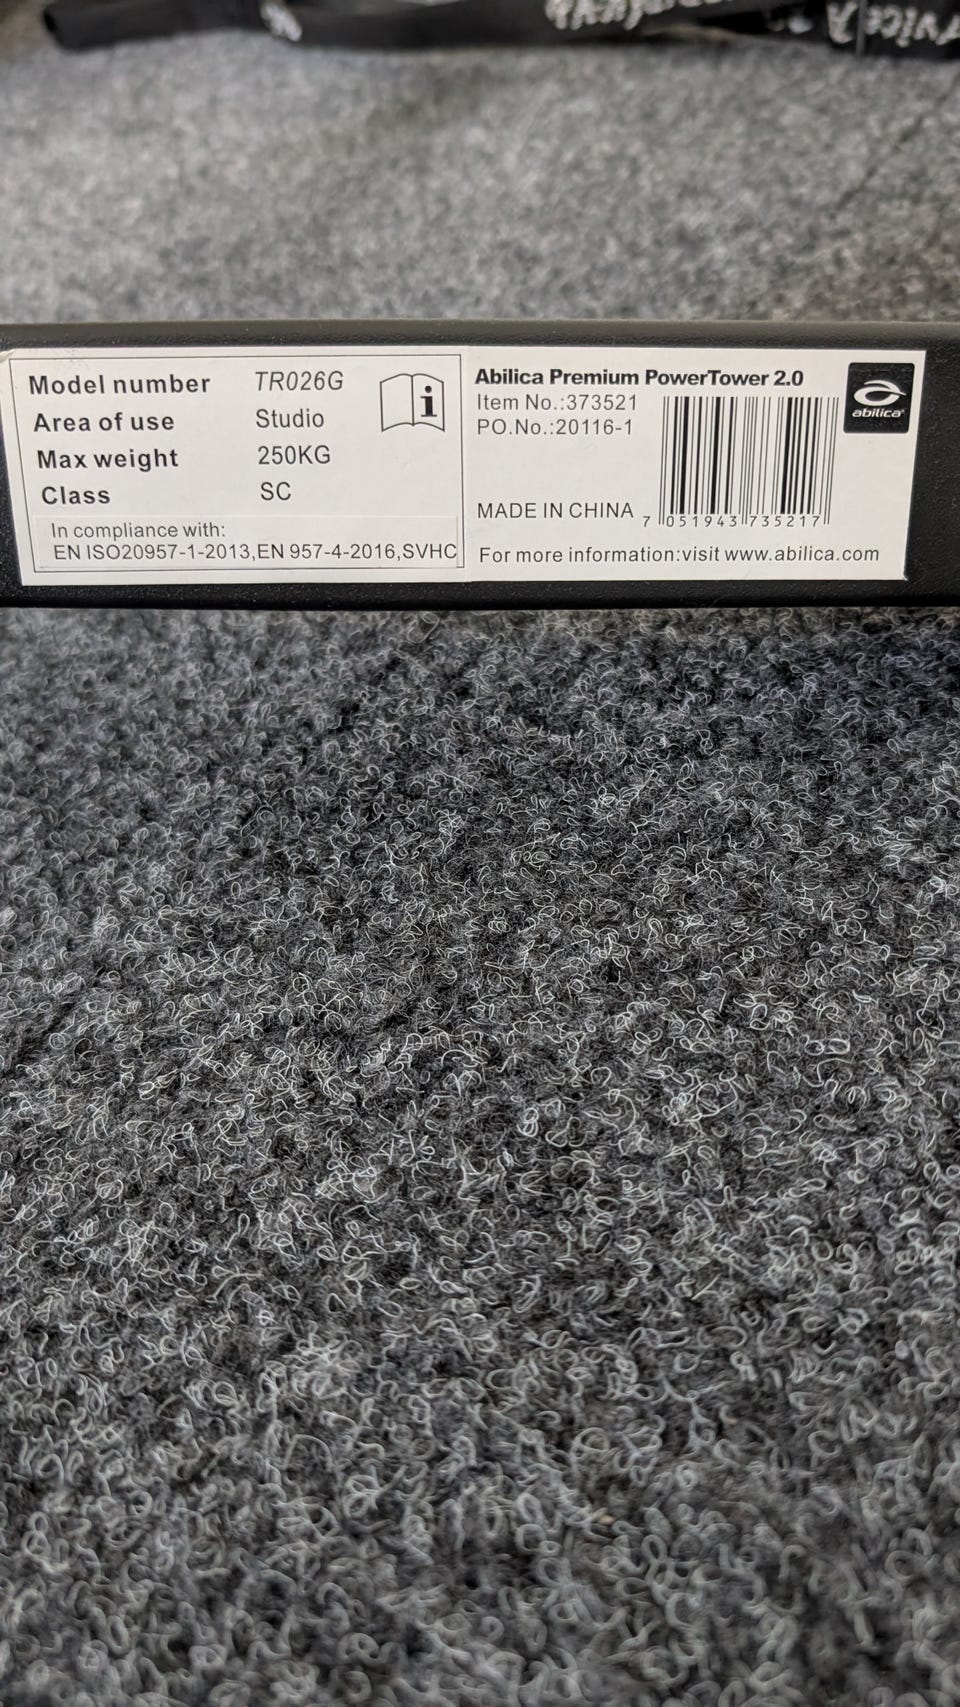 Model number TR026G
Area of use Studio
Max weight 250KG
Class SC
In compliance with:
EN ISO20957-1-2013,EN 957-4-2016,SVHC
i
Abilica Premium PowerTower 2.0
Item No.:373521
PO.No.:20116-1
MADE IN CHINA
7 051943 735217
For more information:visit www.abilica.com
abilica